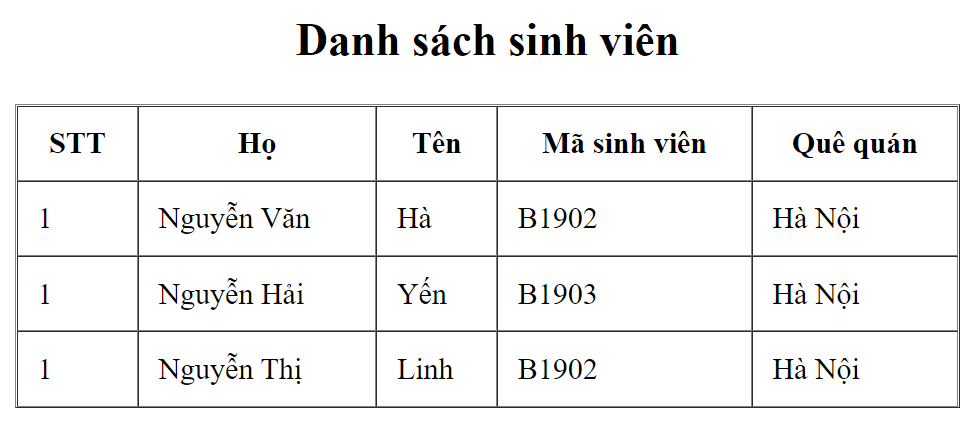 Danh sách sinh viên
STT Họ Tên Mã sinh viên Quê quán
1 Nguyễn Văn Hà B1902 Hà Nội
1 Nguyễn Hải Yến B1903 Hà Nội
1 Nguyễn Thị Linh B1902 Hà Nội